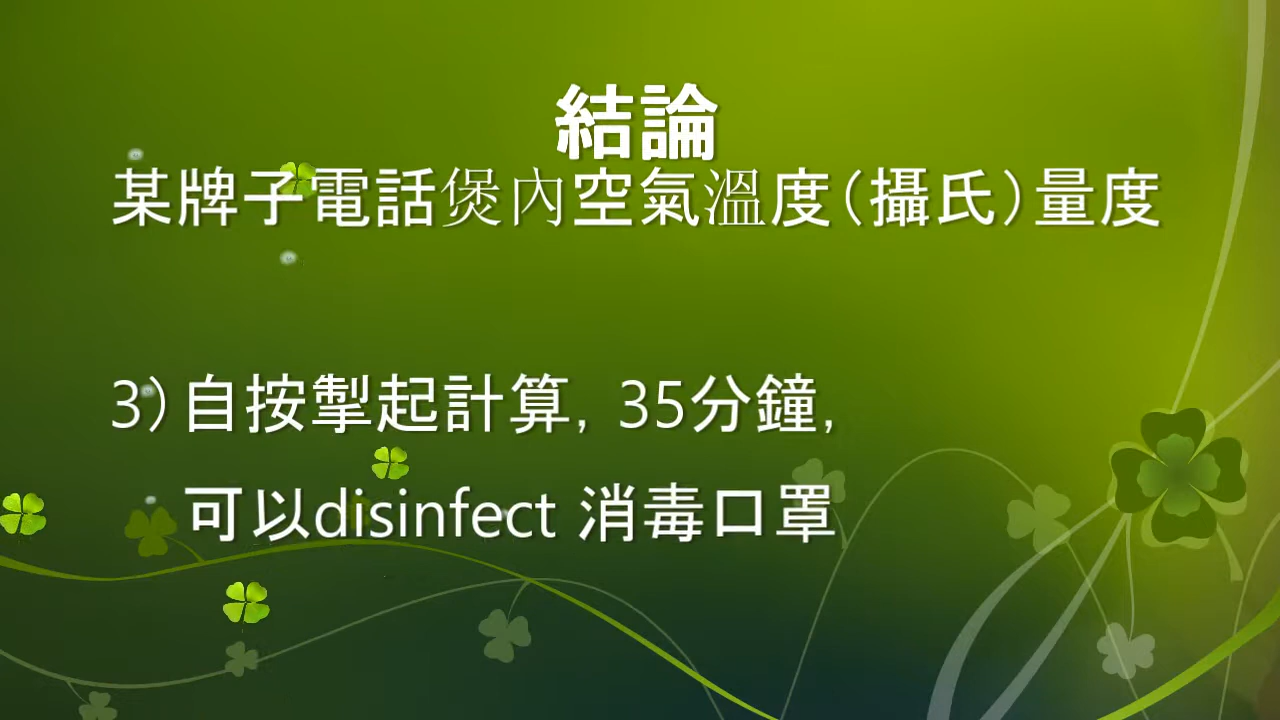 結論
某牌子電話煲內空氣溫度(攝氏)量度
3)自按掣起計算, 35分鐘,
可以disinfect 消毒口罩